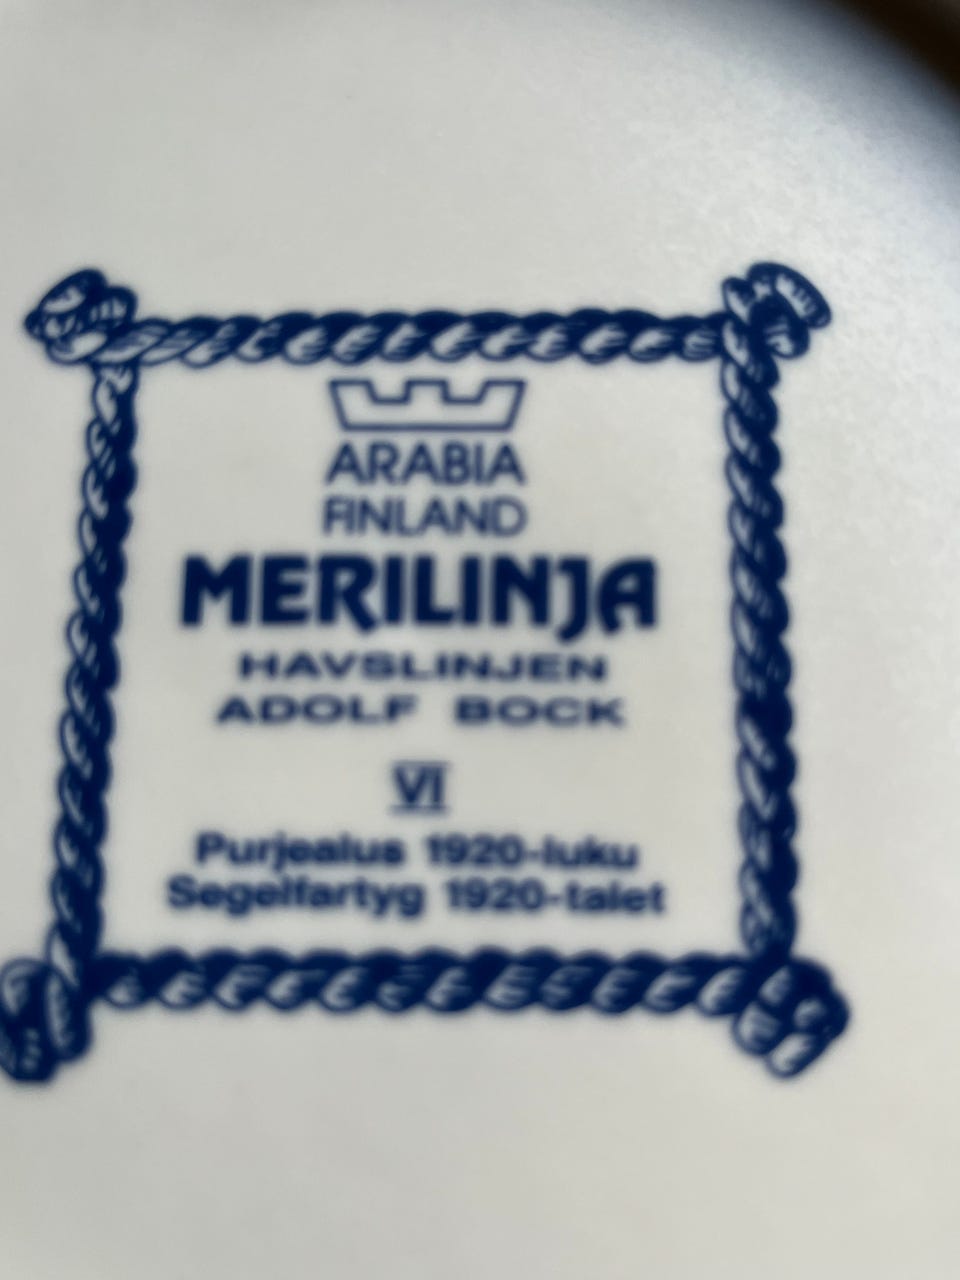 ARABIA
FINLAND
MERILINJA
HAVSLINJEN
ADOLF BOCK
VI
Purjealus 1920-luku
Segelfartyg 1920-talet